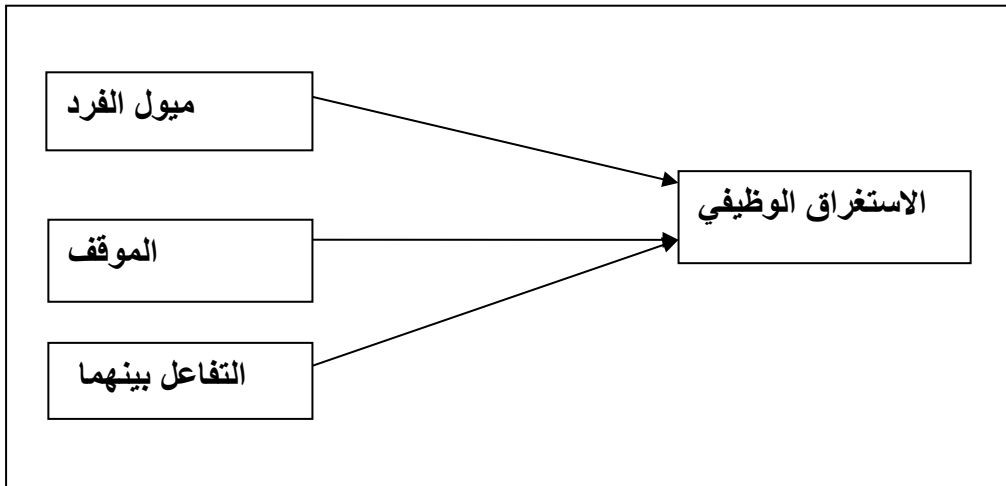 ميول الفرد
الاستغراق الوظيفي
الموقف
التفاعل بينهما